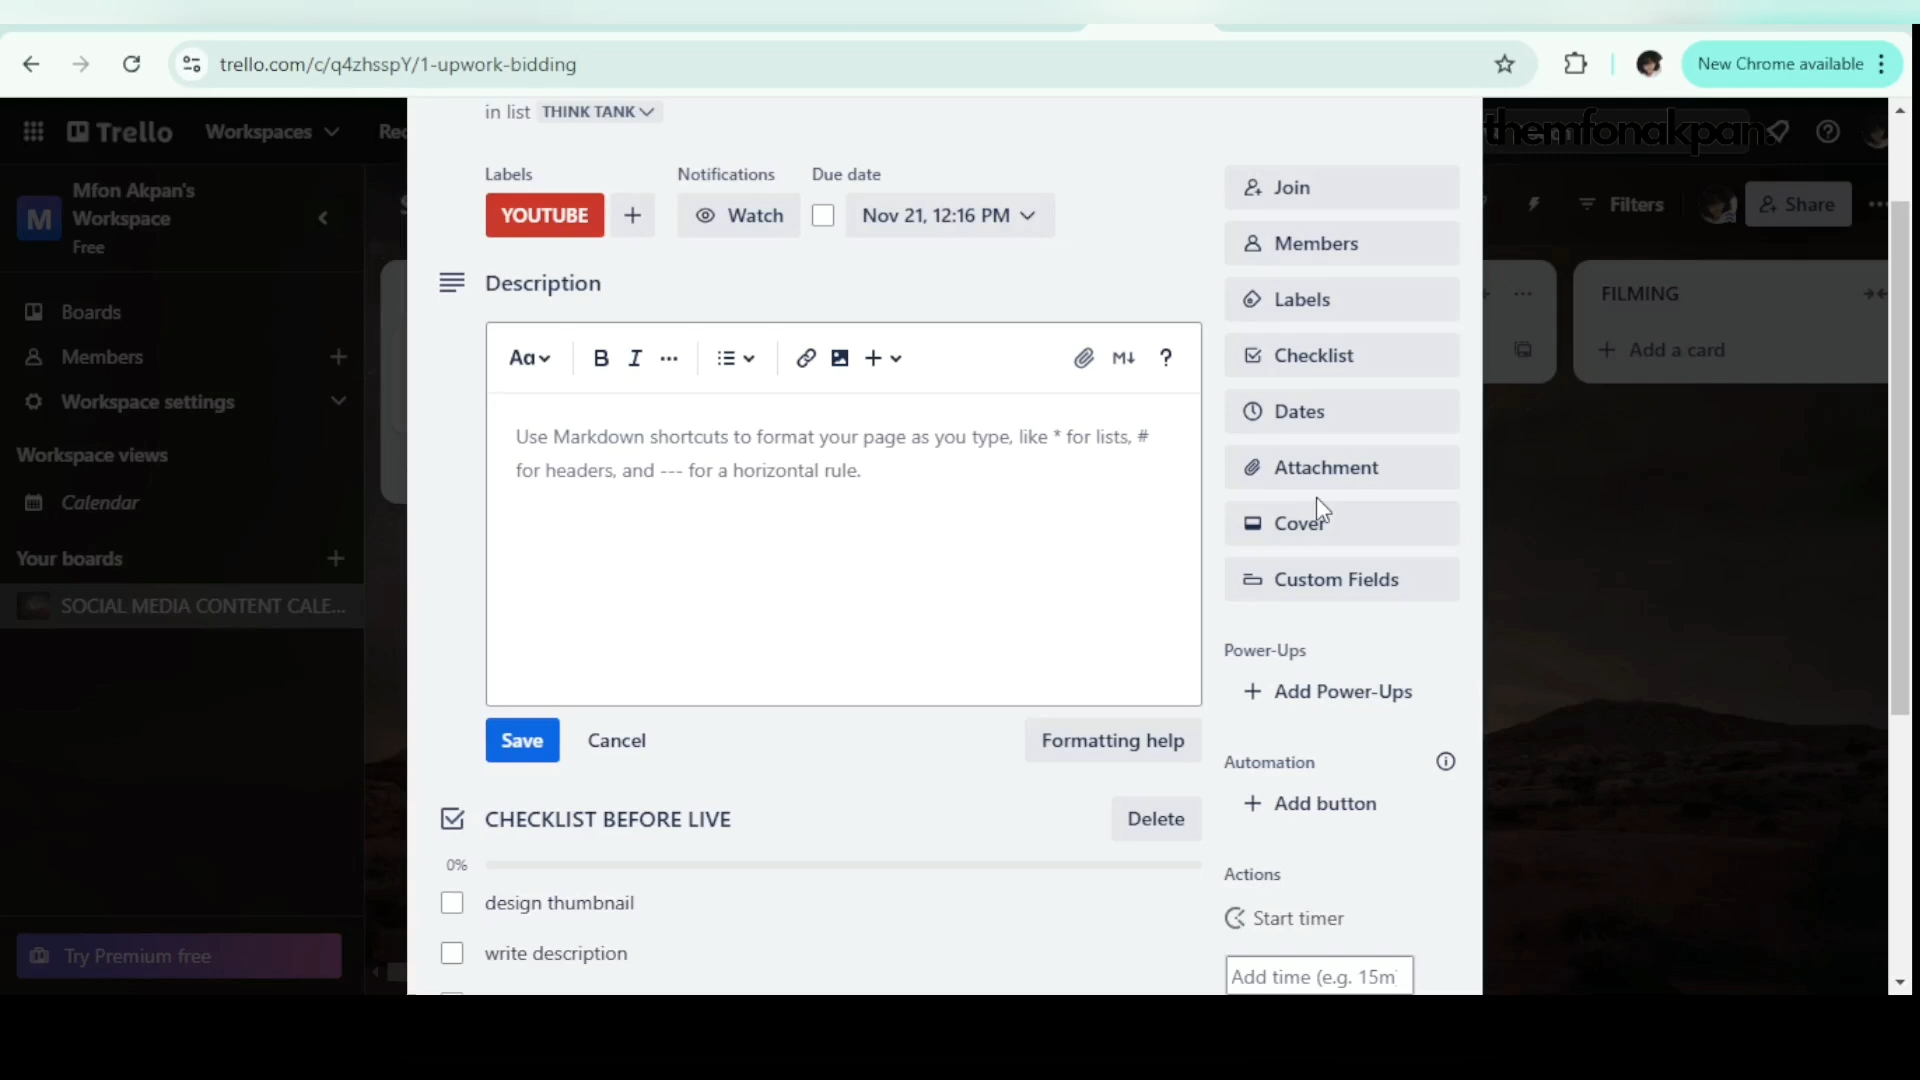 trello.com/c/q4zhsspY/1-upwork-bidding
New Chrome available
Trello
Workspaces
Rec
themfonakpan.
in list THINK TANK
Mfon Akpan's
Workspace
Free
Boards
Members
Workspace settings
Workspace views
Calendar
Your boards
SOCIAL MEDIA CONTENT CALE...
Try Premium free
Labels
Notifications
Due date
YOUTUBE
Watch
Nov 21, 12:16 PM
Description
Aa
B I
M
?
Use Markdown shortcuts to format your page as you type, like * for lists, #
for headers, and --- for a horizontal rule.
Save
Cancel
Formatting help
CHECKLIST BEFORE LIVE
Delete
0%
design thumbnail
write description
Join
Members
Labels
Checklist
Dates
Attachment
Cover
Custom Fields
Power-Ups
Add Power-Ups
Automation
Add button
Actions
Start timer
Add time (e.g. 15m
Filters
Share
FILMING
Add a card